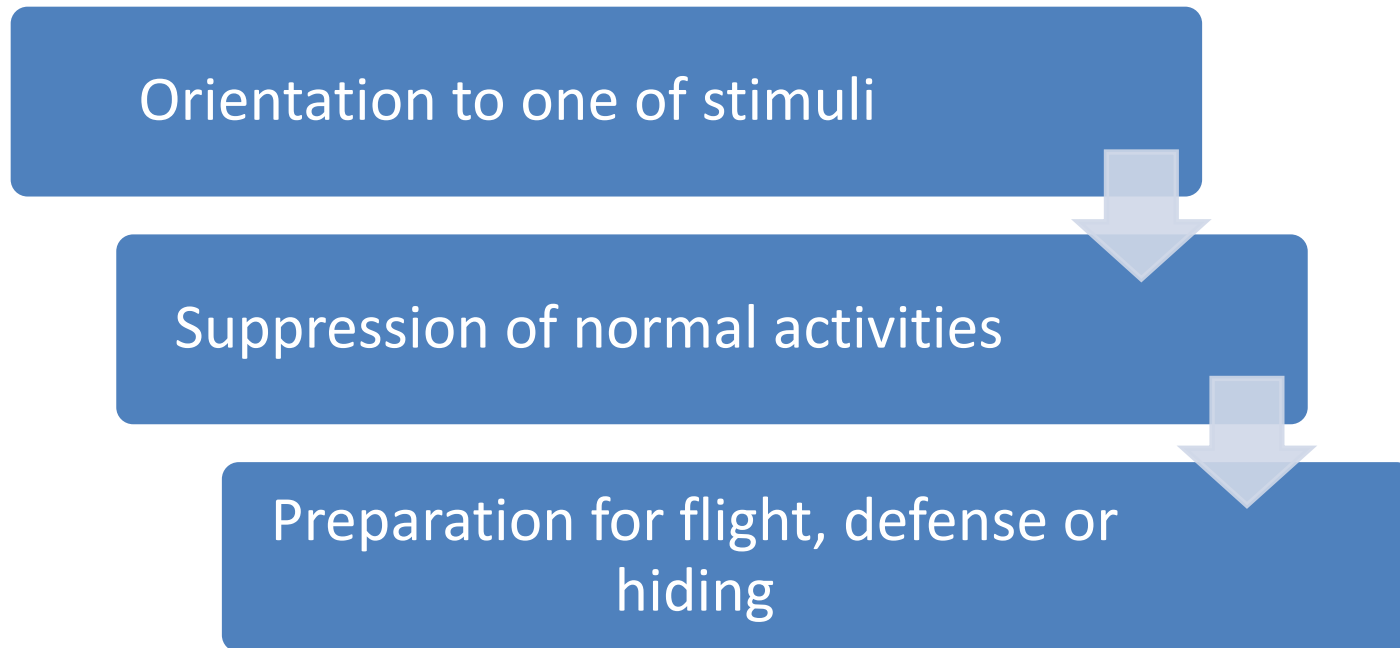 Orientation to one of stimuli
Suppression of normal activities
Preparation for flight, defense or
hiding